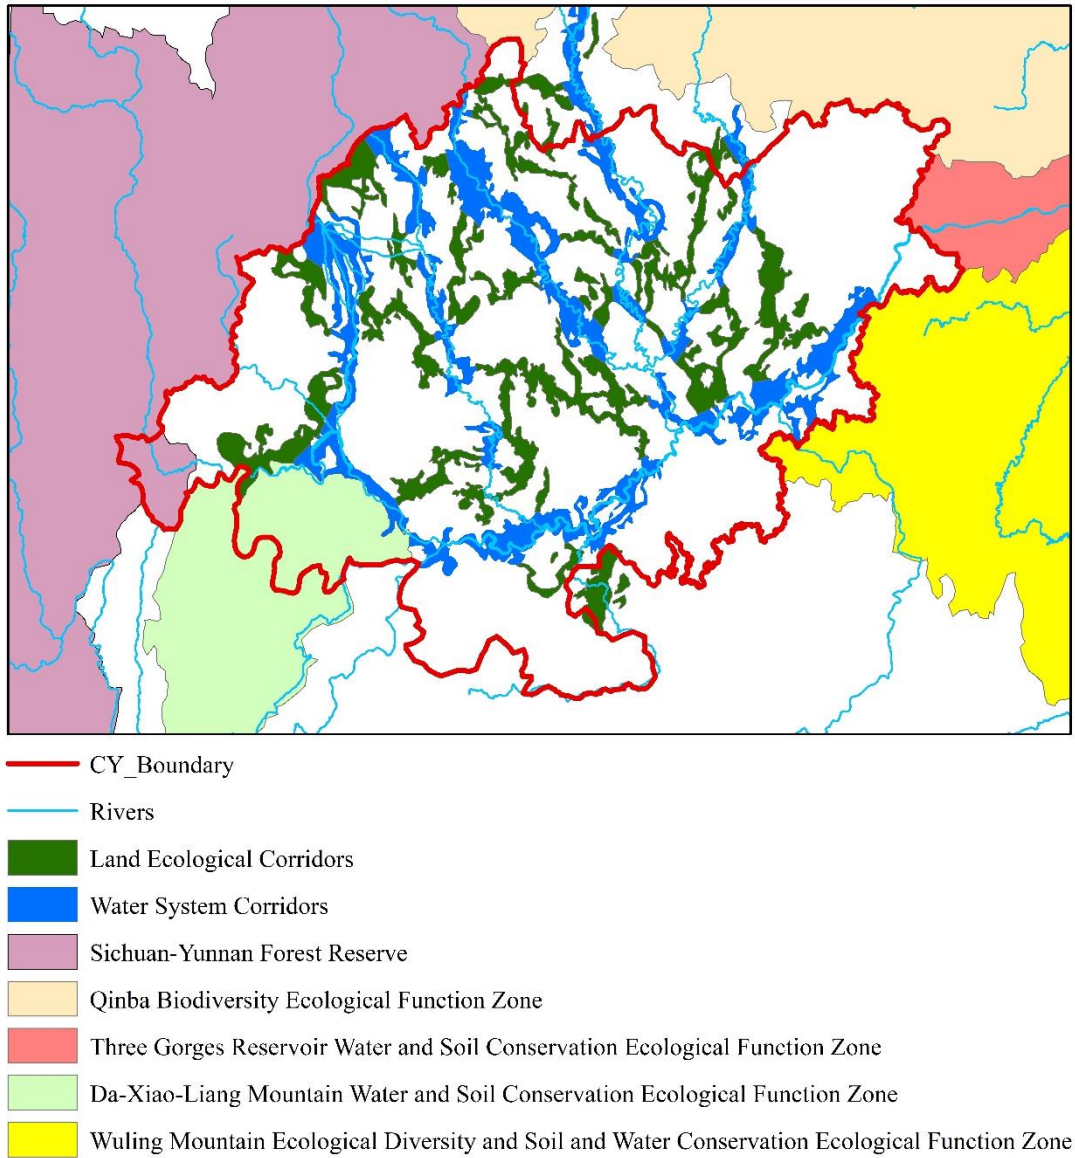 CY_Boundary
Rivers
Land Ecological Corridors
Water System Corridors
Sichuan-Yunnan Forest Reserve
Qinba Biodiversity Ecological Function Zone
Three Gorges Reservoir Water and Soil Conservation Ecological Function Zone
Da-Xiao-Liang Mountain Water and Soil Conservation Ecological Function Zone
Wuling Mountain Ecological Diversity and Soil and Water Conservation Ecological Function Zone